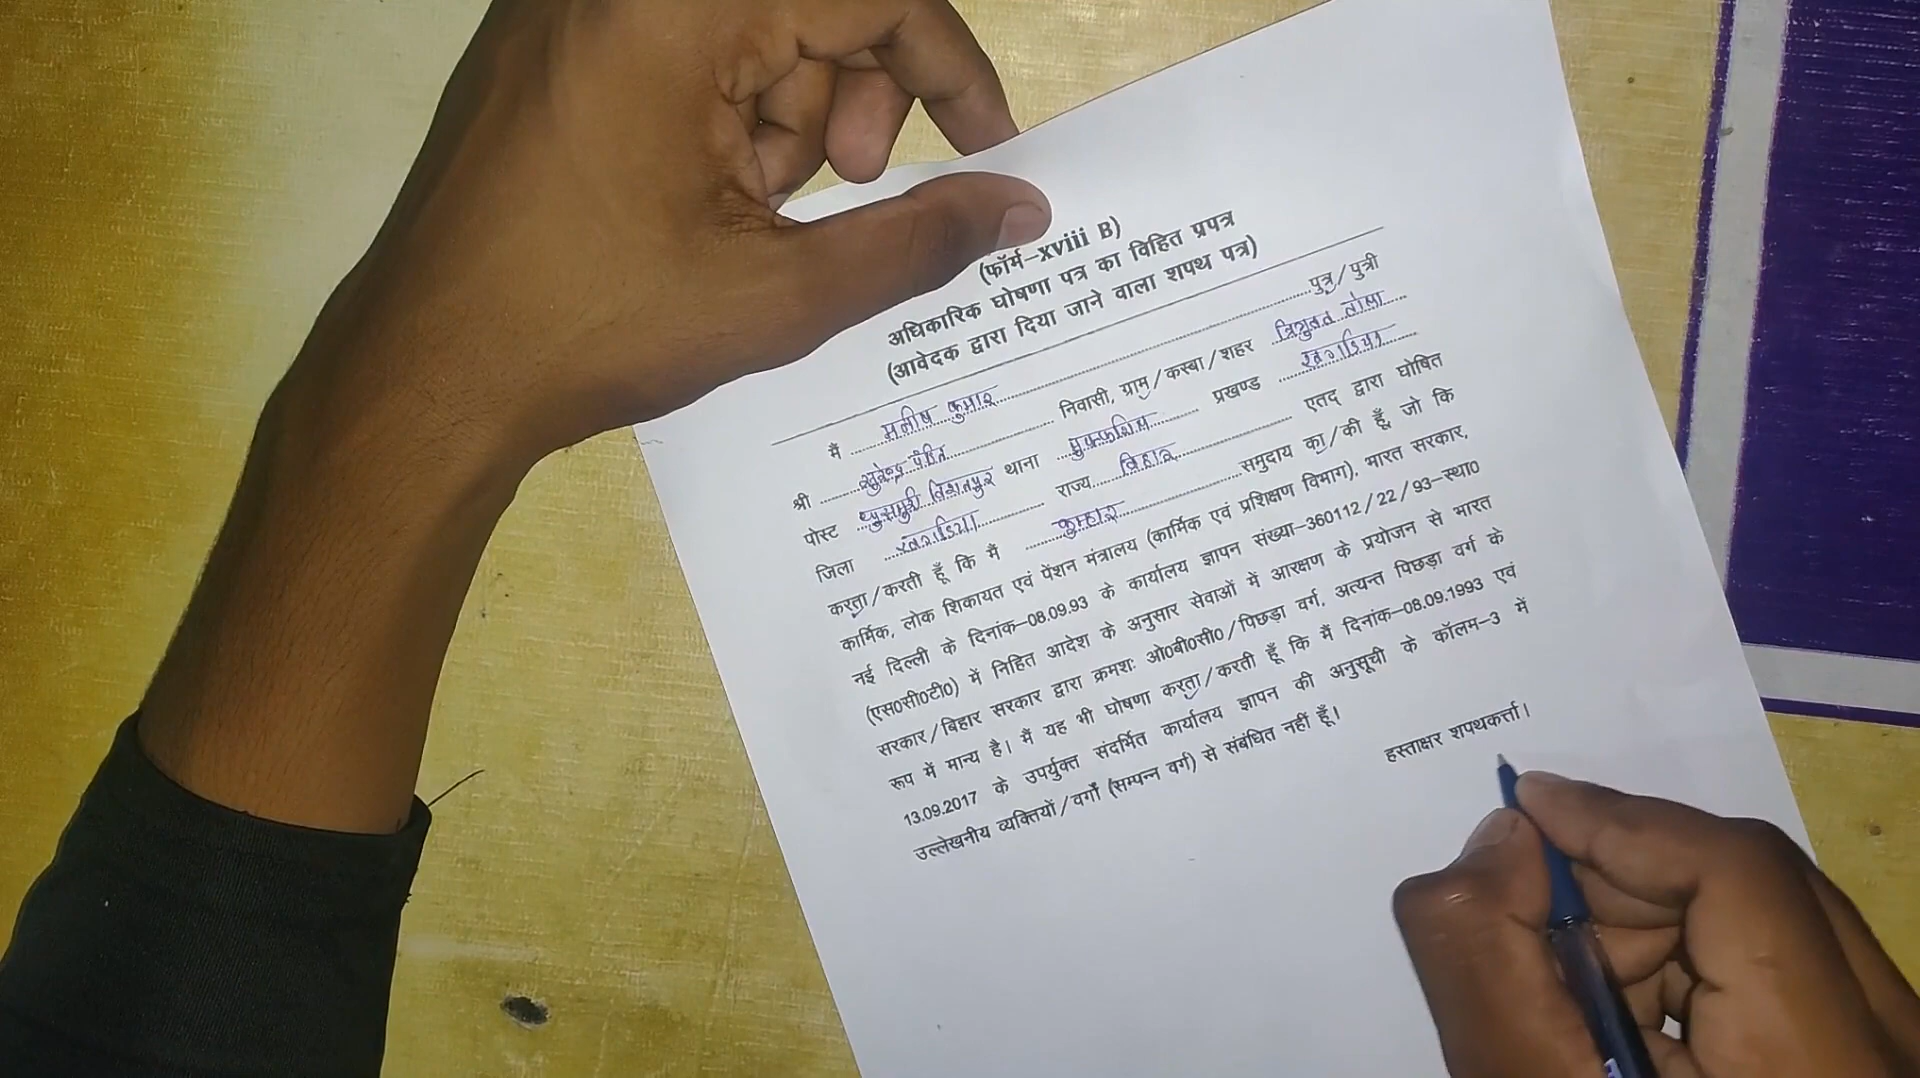 (फॉर्म-xviii B)
अधिकारिक घोषणा पत्र का विहित प्रपत्र
(आवेदक द्वारा दिया जाने वाला शपथ पत्र)
मैं मनीष कुमार पुत्र/पुत्री
श्री सुरेन्द्र पंडित निवासी, ग्राम/कस्बा/शहर टोला
पोस्ट थाना प्रखण्ड खगड़िया
जिला खगड़िया राज्य बिहार एतद द्वारा घोषित
करता/करती हूँ कि मैं कुम्हार समुदाय का/की हूँ, जो कि
कार्मिक, लोक शिकायत एवं पेंशन मंत्रालय (कार्मिक एवं प्रशिक्षण विभाग), भारत सरकार,
नई दिल्ली के दिनांक-08.09.93 के कार्यालय ज्ञापन संख्या-360112/22/93-स्था0
(एस0सी0टी0) में निहित आदेश के अनुसार सेवाओं में आरक्षण के प्रयोजन से भारत
सरकार/बिहार सरकार द्वारा क्रमशः ओ0बी0सी0/पिछड़ा वर्ग, अत्यन्त पिछड़ा वर्ग के
रूप में मान्य है। मैं यह भी घोषणा करता/करती हूँ कि मैं दिनांक-08.09.1993 एवं
13.09.2017 के उपर्युक्त संदर्भित कार्यालय ज्ञापन की अनुसूची के कॉलम-3 में
उल्लेखनीय व्यक्तियों/वर्गों (सम्पन्न वर्ग) से संबंधित नहीं हूँ।
हस्ताक्षर शपथकर्त्ता।